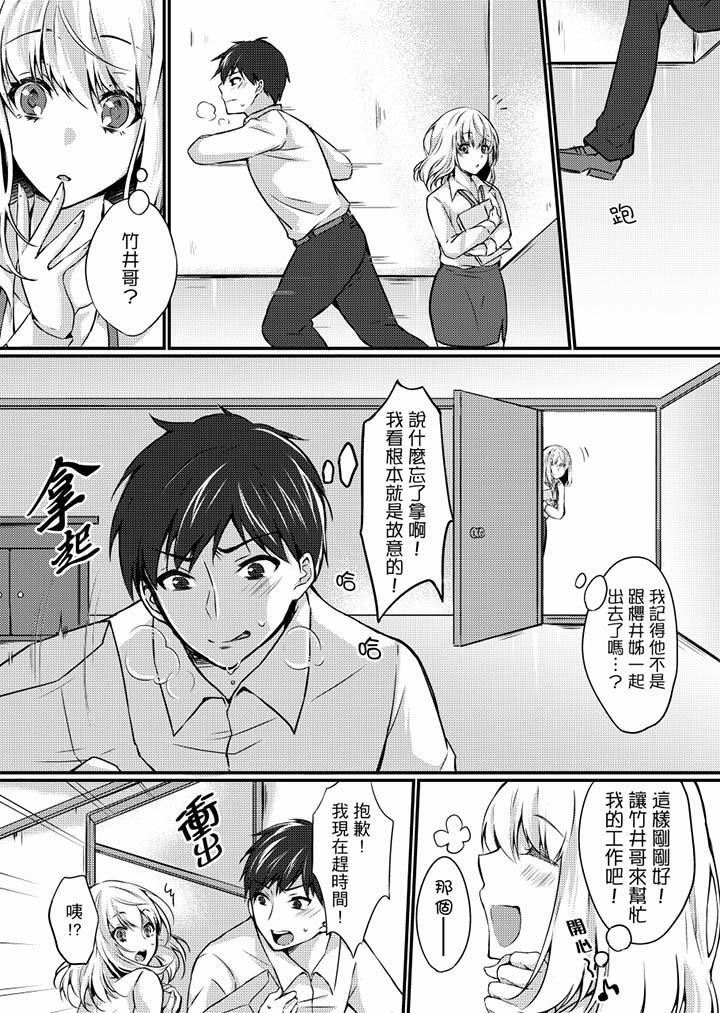 跑
竹井哥？
我記得他不是
跟櫻井姊一起
出去了嗎…？
說什麼忘了拿啊！
我看根本就是故意的！
哈
哈
拿起
這樣剛剛好！
讓竹井哥來幫忙
我的工作吧！
開心
那個──
抱歉！
我現在趕時間！
衝出
咦!?